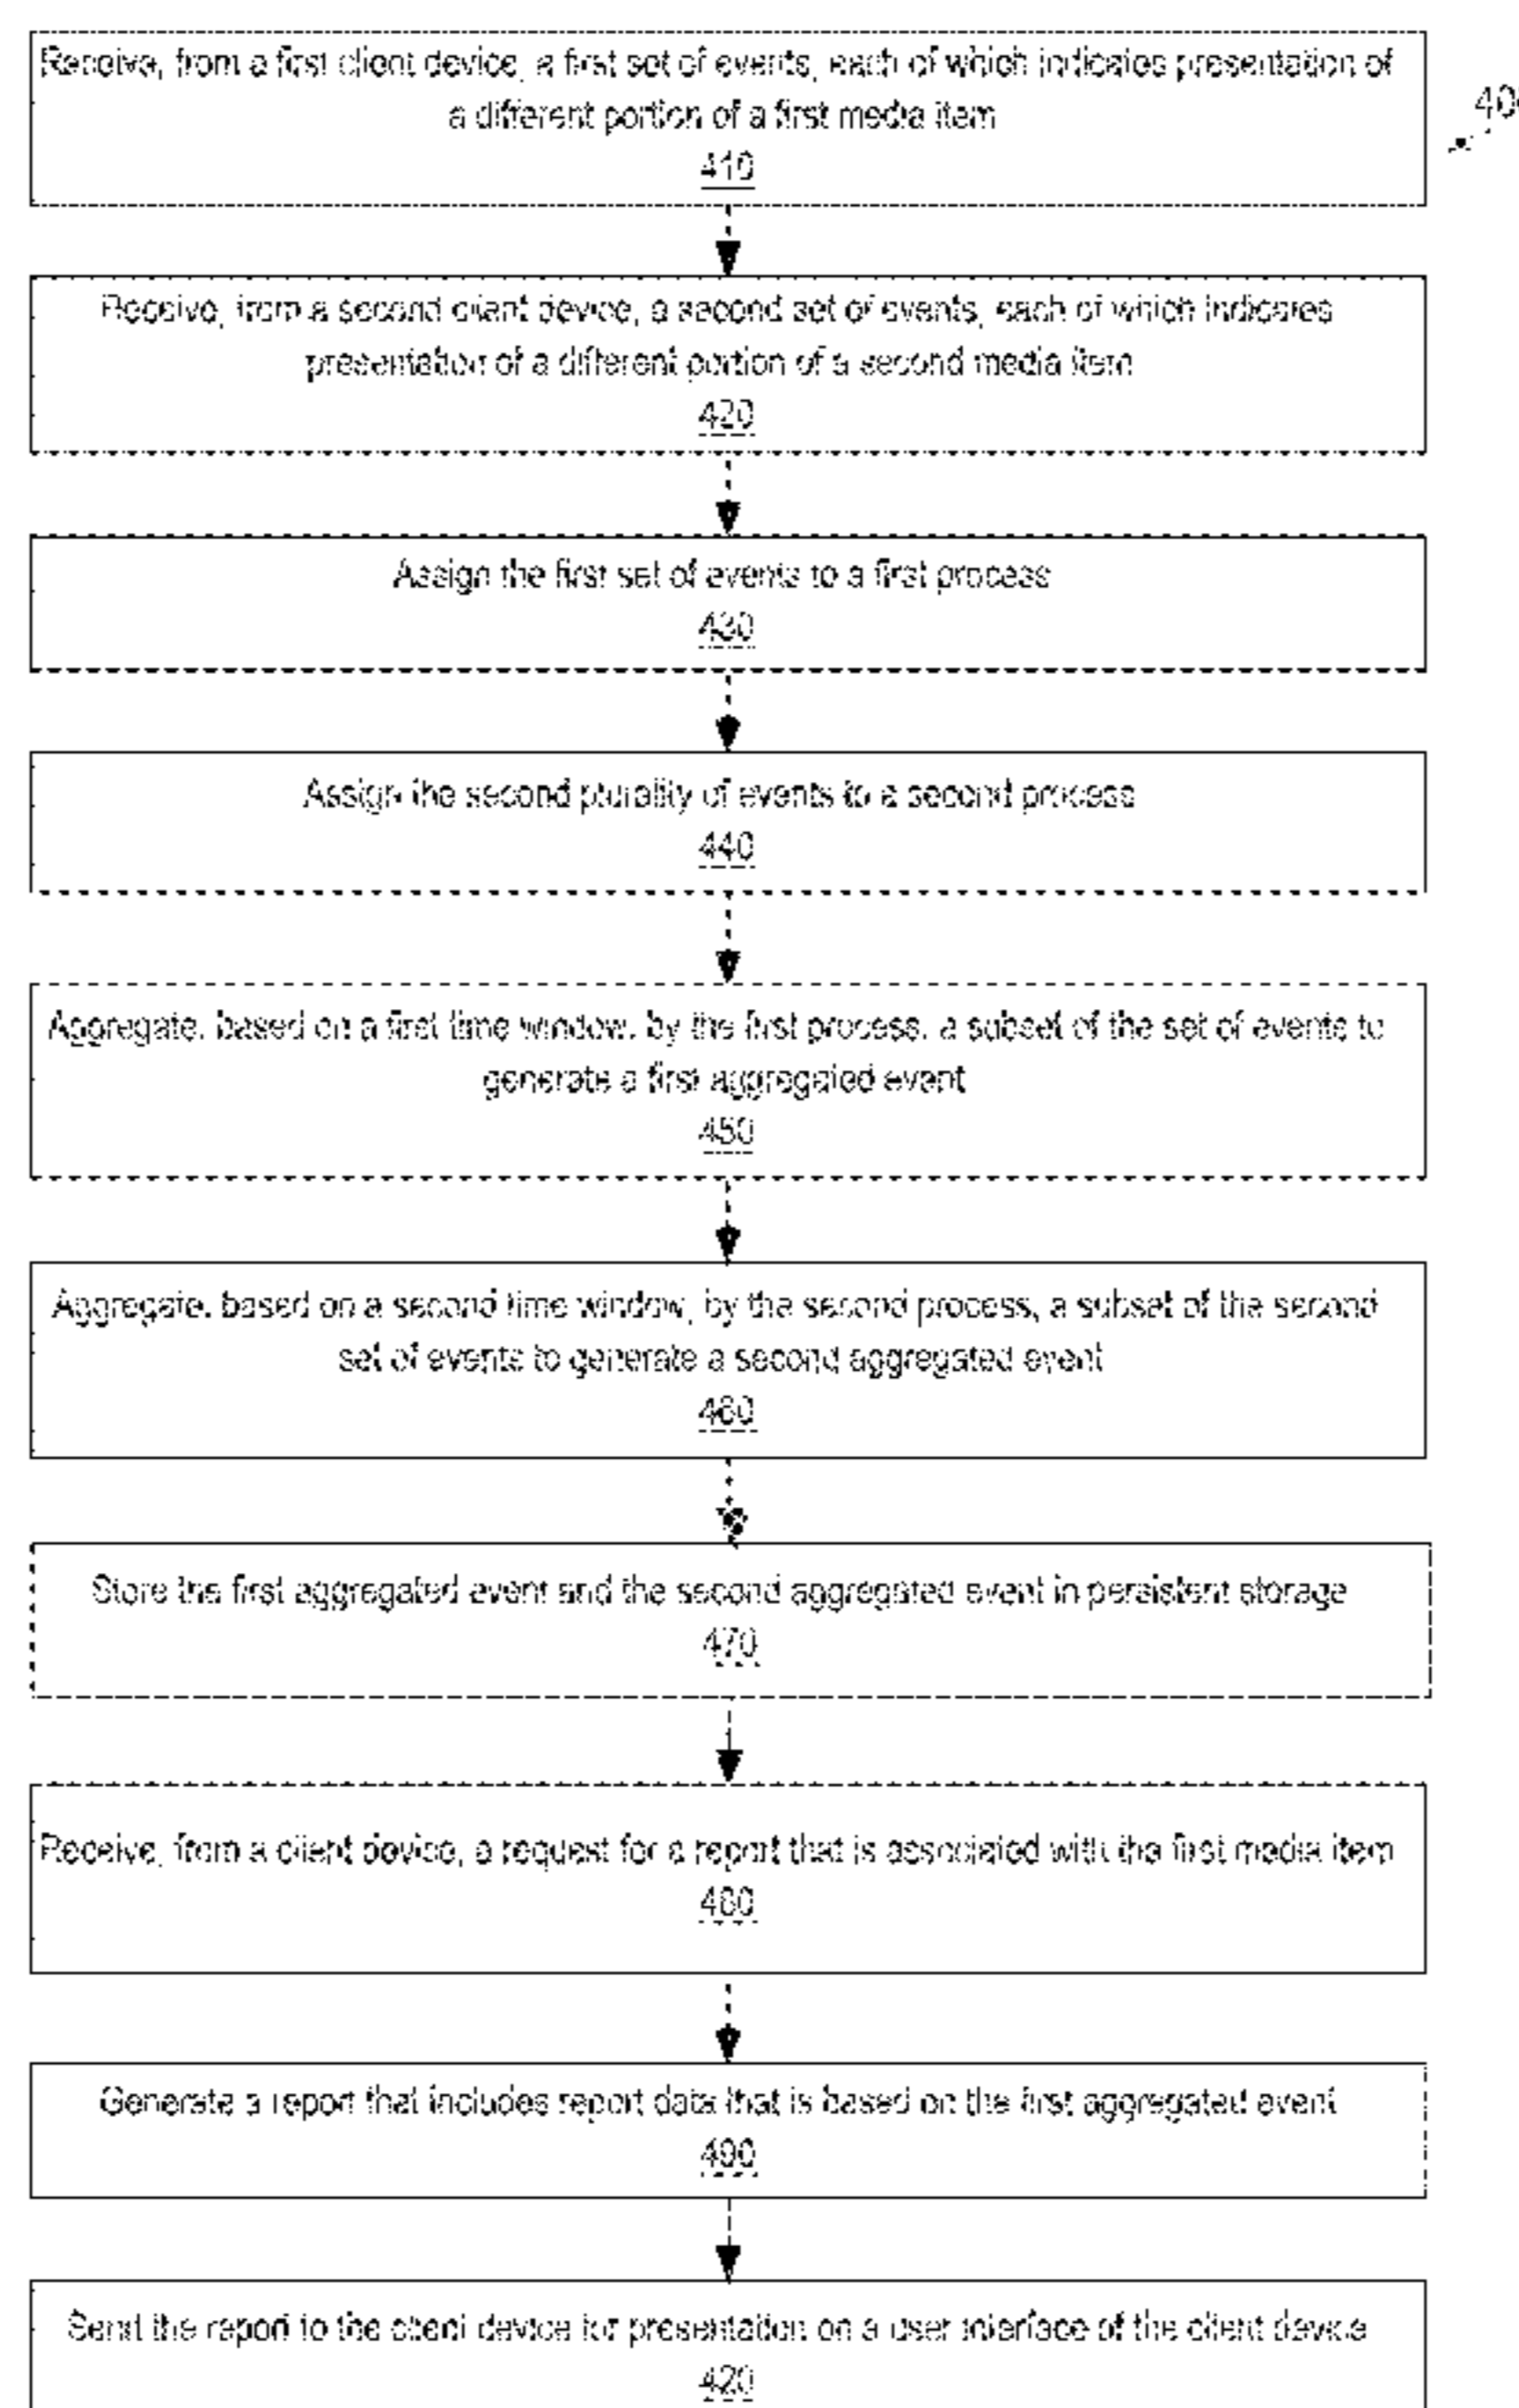 Receive, from a first client device, a first set of events, each of which indicates presentation of
a different portion of a first media item
410
40
Receive, from a second client device, a second set of events, each of which indicates
presentation of a different portion of a second media item
420
Assign the first set of events to a first process
430
Assign the second plurality of events to a second process
440
Aggregate, based on a first time window, by the first process, a subset of the set of events to
generate a first aggregated event
450
Aggregate, based on a second time window, by the second process, a subset of the second
set of events to generate a second aggregated event
460
Store the first aggregated event and the second aggregated event in persistent storage
470
Receive, from a client device, a request for a report that is associated with the first media item
480
Generate a report that includes report data that is based on the first aggregated event
490
Send the report to the client device for presentation on a user interface of the client device
420